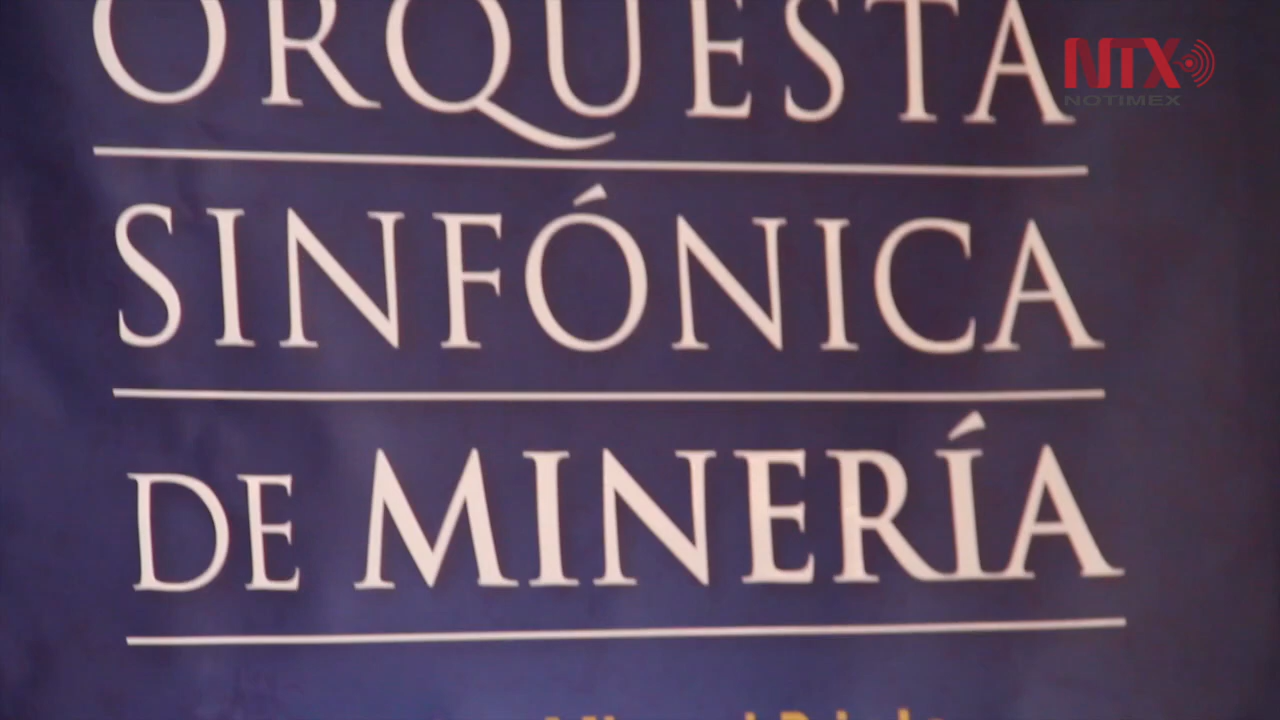 ORQUESTA
SINFÓNICA
DE MINERÍA
NTX
NOTIMEX